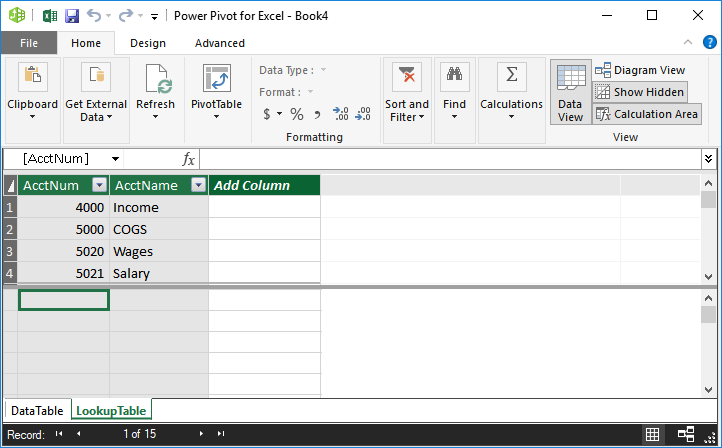 Power Pivot for Excel - Book4
File Home Design Advanced
Clipboard
Get External Data
Refresh
PivotTable
Data Type :
Format :
$ % , .00 .00
Formatting
Sort and Filter
Find
Calculations
Data View
Diagram View
Show Hidden
Calculation Area
View
[AcctNum] fx
AcctNum AcctName Add Column
1 4000 Income
2 5000 COGS
3 5020 Wages
4 5021 Salary
DataTable LookupTable
Record: 1 of 15